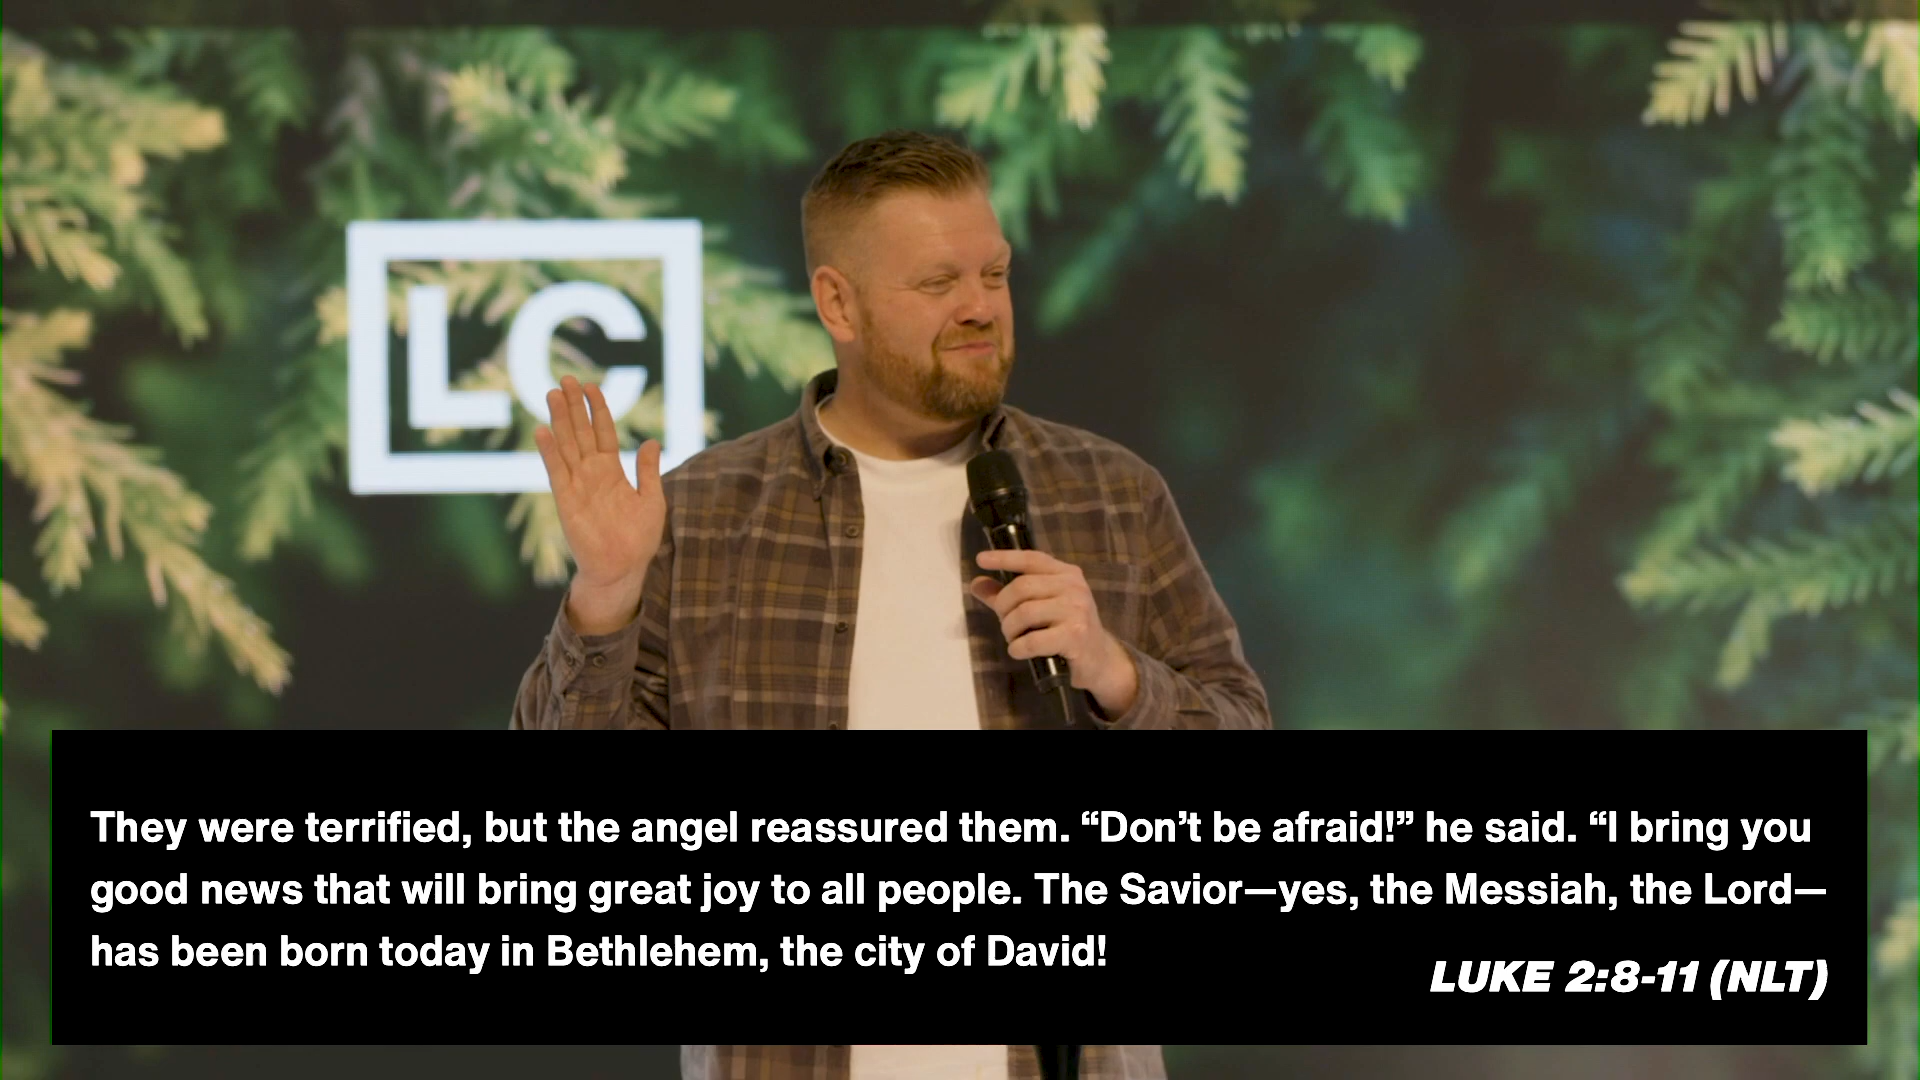 LC
They were terrified, but the angel reassured them. “Don’t be afraid!” he said. “I bring you
good news that will bring great joy to all people. The Savior—yes, the Messiah, the Lord—
has been born today in Bethlehem, the city of David!
LUKE 2:8-11 (NLT)